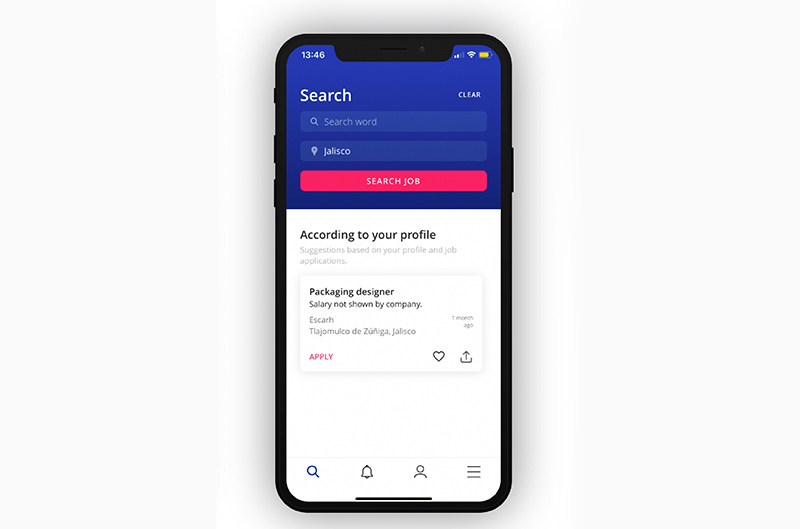 13:46
Search
CLEAR
Search word
Jalisco
SEARCH JOB
According to your profile
Suggestions based on your profile and job
applications.
Packaging designer
Salary not shown by company.
Escarh
1 month
ago
Tlajomulco de Zúñiga, Jalisco
APPLY